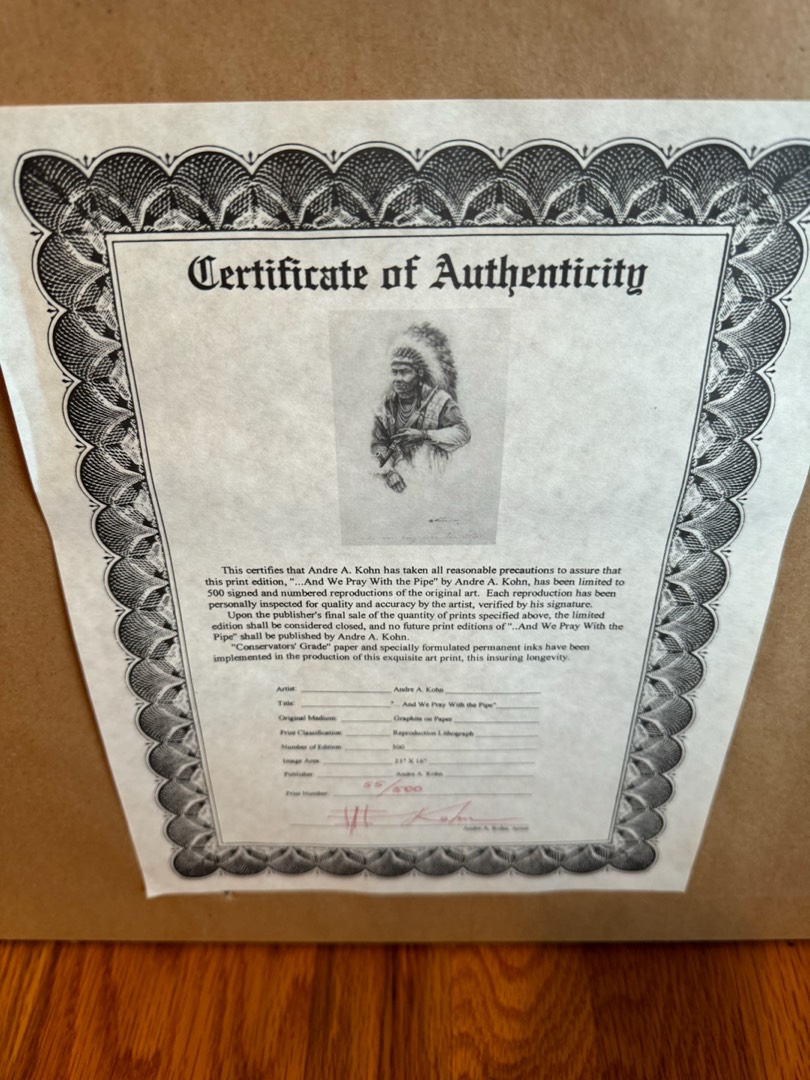 Certificate of Authenticity
This certifies that Andre A. Kohn has taken all reasonable precautions to assure that
this print edition, "...And We Pray With the Pipe" by Andre A. Kohn, has been limited to
500 signed and numbered reproductions of the original art. Each reproduction has been
personally inspected for quality and accuracy by the artist, verified by his signature.
Upon the publisher's final sale of the quantity of prints specified above, the limited
edition shall be considered closed, and no future print editions of "..And We Pray With the
Pipe" shall be published by Andre A. Kohn.
"Conservators' Grade" paper and specially formulated permanent inks have been
implemented in the production of this exquisite art print, this insuring longevity.
Artist: Andre A. Kohn
Title: "... And We Pray With the Pipe"
Original Medium: Graphite on Paper
Print Classification: Reproduction Lithograph
Number of Edition: 500
Image Area: 21" X 16"
Publisher: Andre A. Kohn
Print Number: 55/500
Kohn
Andre A. Kohn, Artist